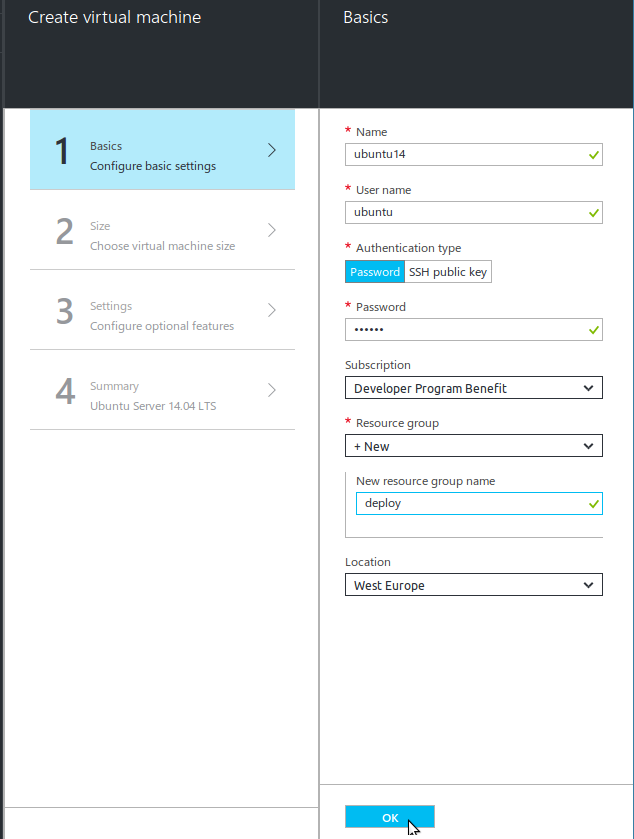 Create virtual machine
1
Basics
Configure basic settings
2
Size
Choose virtual machine size
3
Settings
Configure optional features
4
Summary
Ubuntu Server 14.04 LTS
Basics
* Name
ubuntu14
* User name
ubuntu
* Authentication type
Password SSH public key
* Password
••••••
Subscription
Developer Program Benefit
* Resource group
+ New
New resource group name
deploy
Location
West Europe
OK